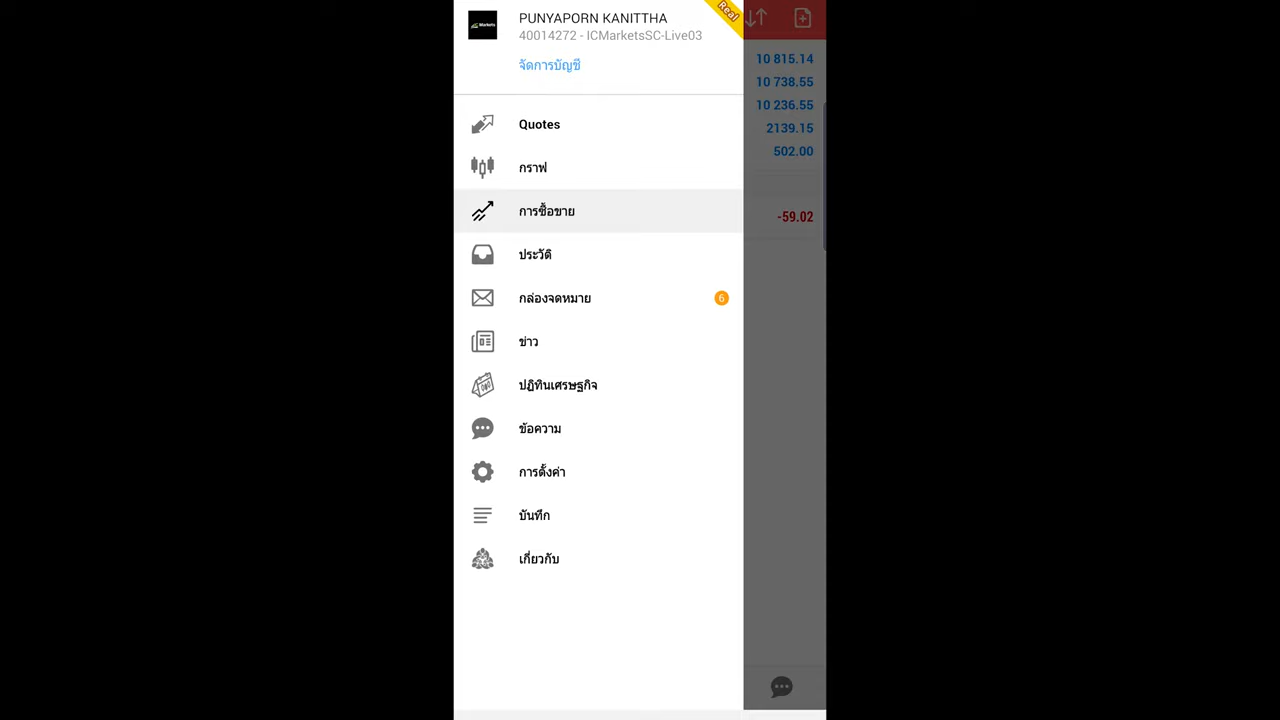 Markets
PUNYAPORN KANITTHA
40014272 - ICMarketsSC-Live03
จัดการบัญชี
Real
Quotes
กราฟ
การซื้อขาย
ประวัติ
กล่องจดหมาย
6
ข่าว
ปฏิทินเศรษฐกิจ
ข้อความ
การตั้งค่า
บันทึก
เกี่ยวกับ
10 815.14
10 738.55
10 236.55
2139.15
502.00
-59.02